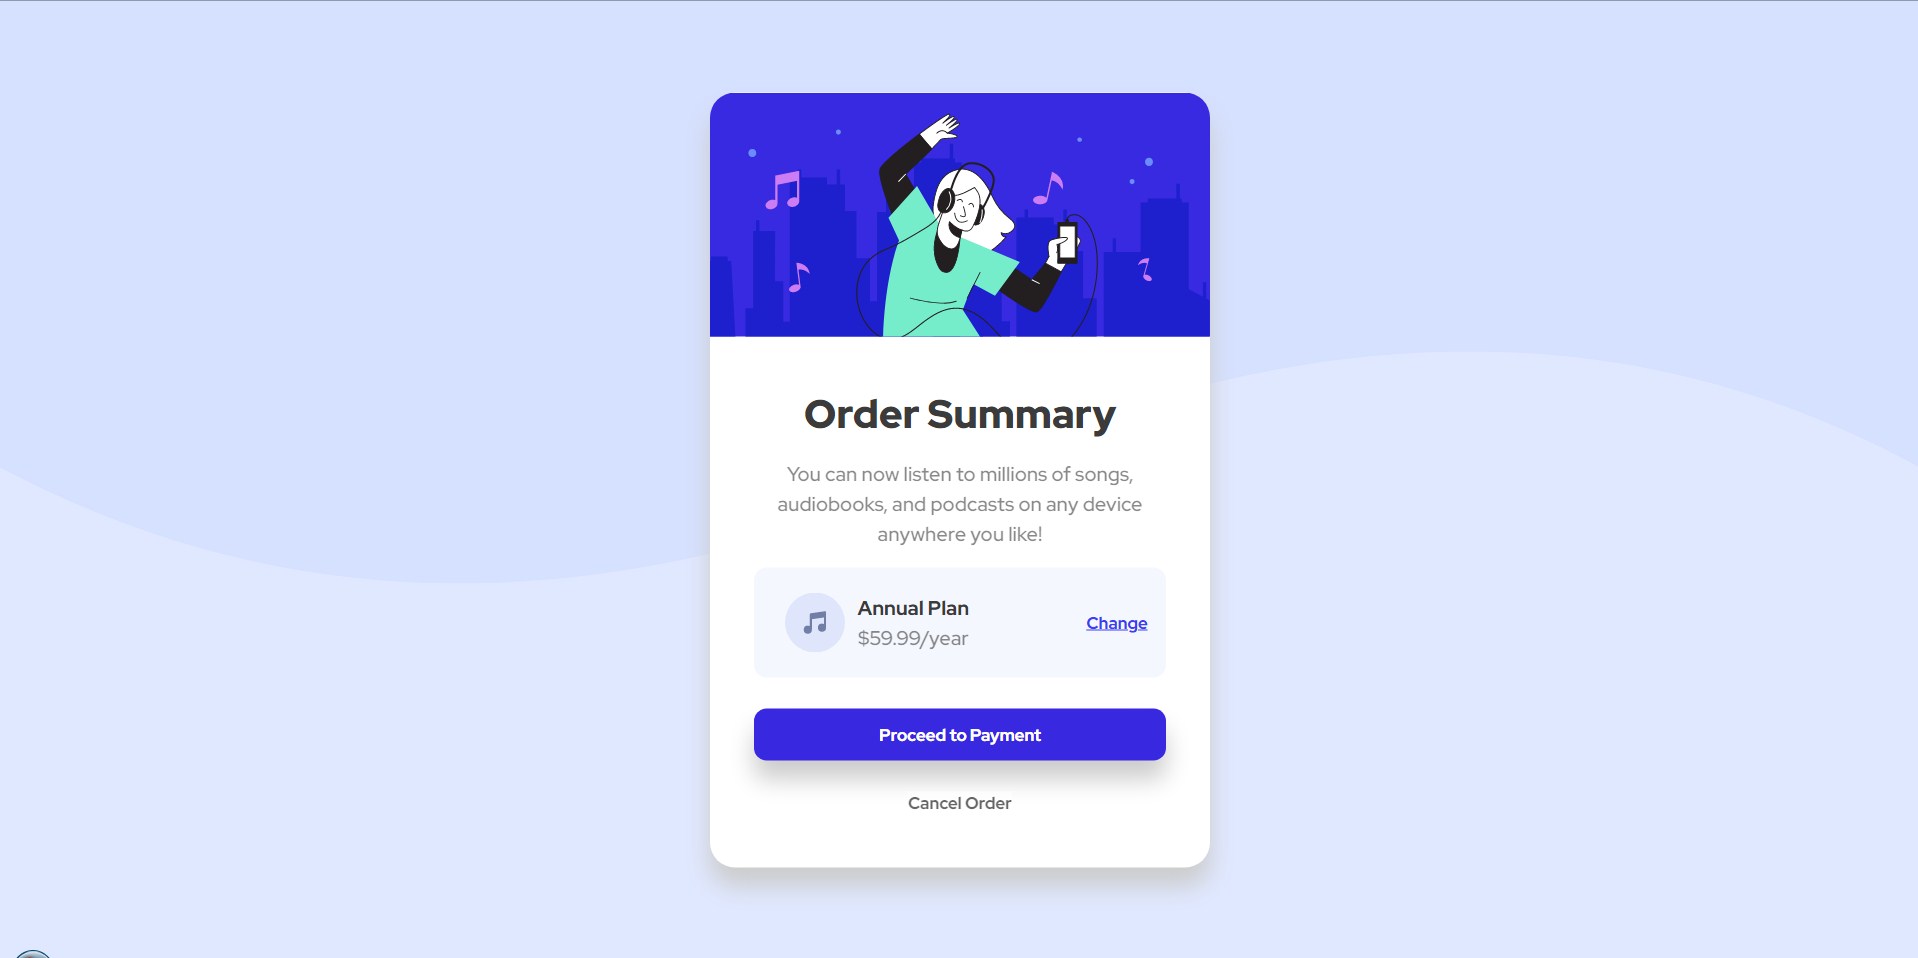 Order Summary
You can now listen to millions of songs,
audiobooks, and podcasts on any device
anywhere you like!
Annual Plan
$59.99/year
Change
Proceed to Payment
Cancel Order